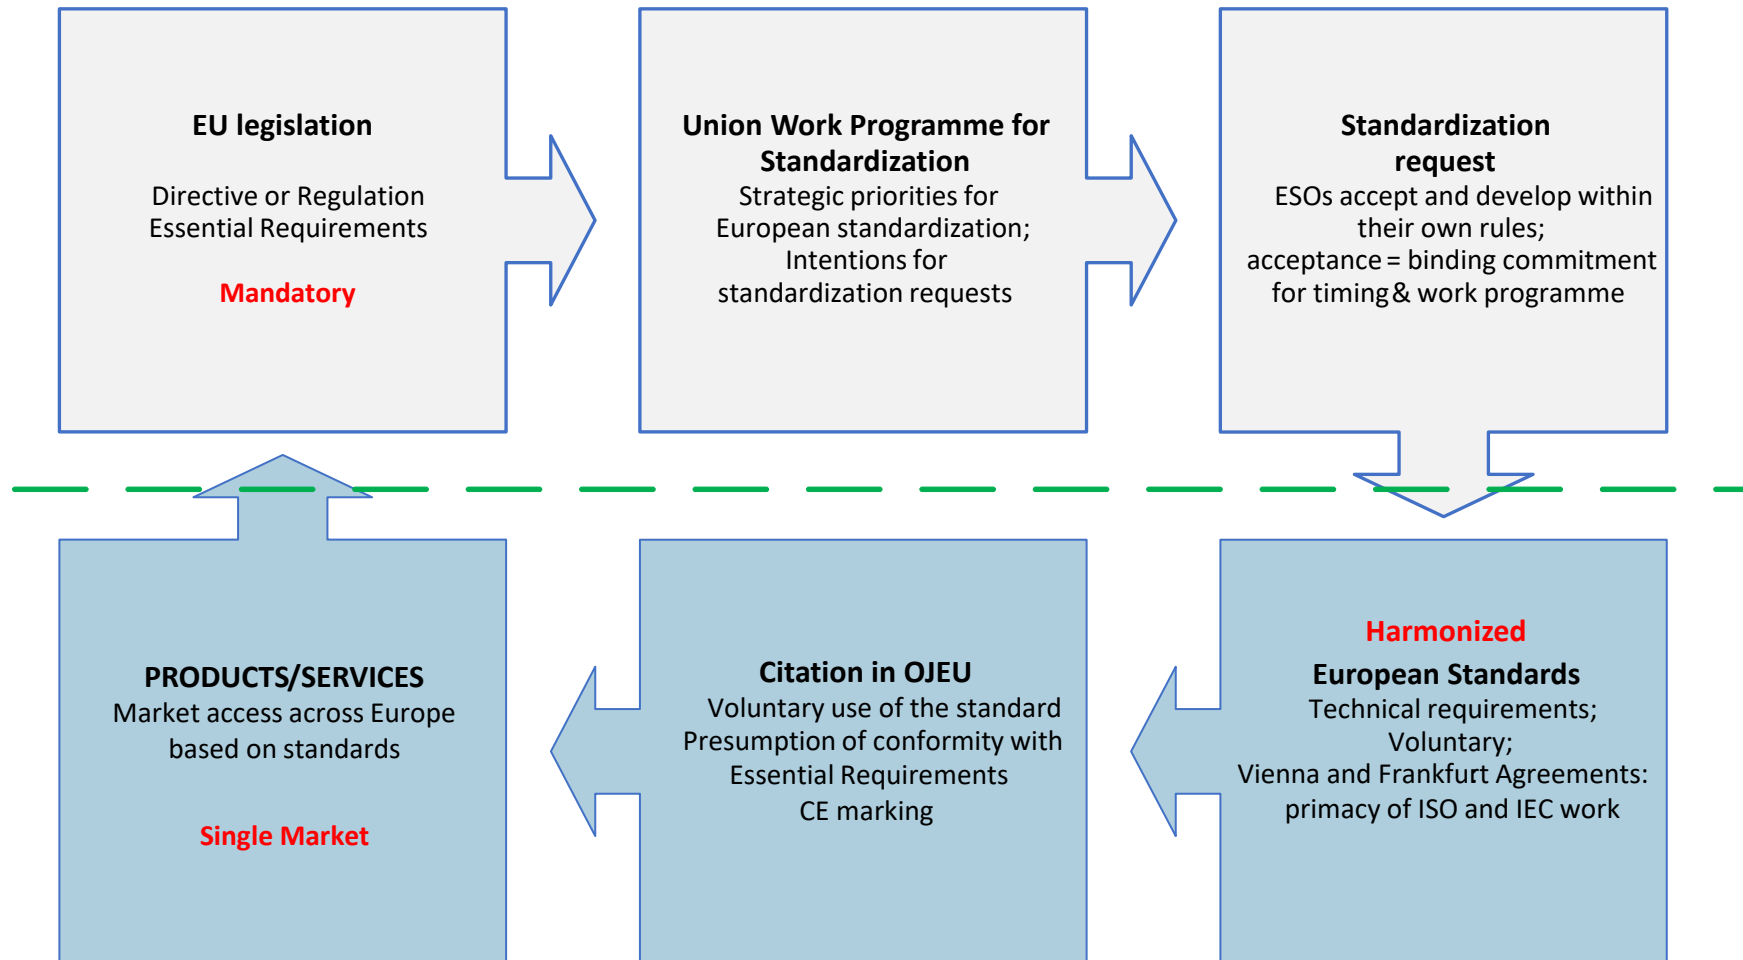 EU legislation
Directive or Regulation
Essential Requirements
Mandatory
Union Work Programme for
Standardization
Strategic priorities for
European standardization;
Intentions for
standardization requests
Standardization
request
ESOs accept and develop within
their own rules;
acceptance = binding commitment
for timing & work programme
PRODUCTS/SERVICES
Market access across Europe
based on standards
Single Market
Citation in OJEU
Voluntary use of the standard
Presumption of conformity with
Essential Requirements
CE marking
Harmonized
European Standards
Technical requirements;
Voluntary;
Vienna and Frankfurt Agreements:
primacy of ISO and IEC work